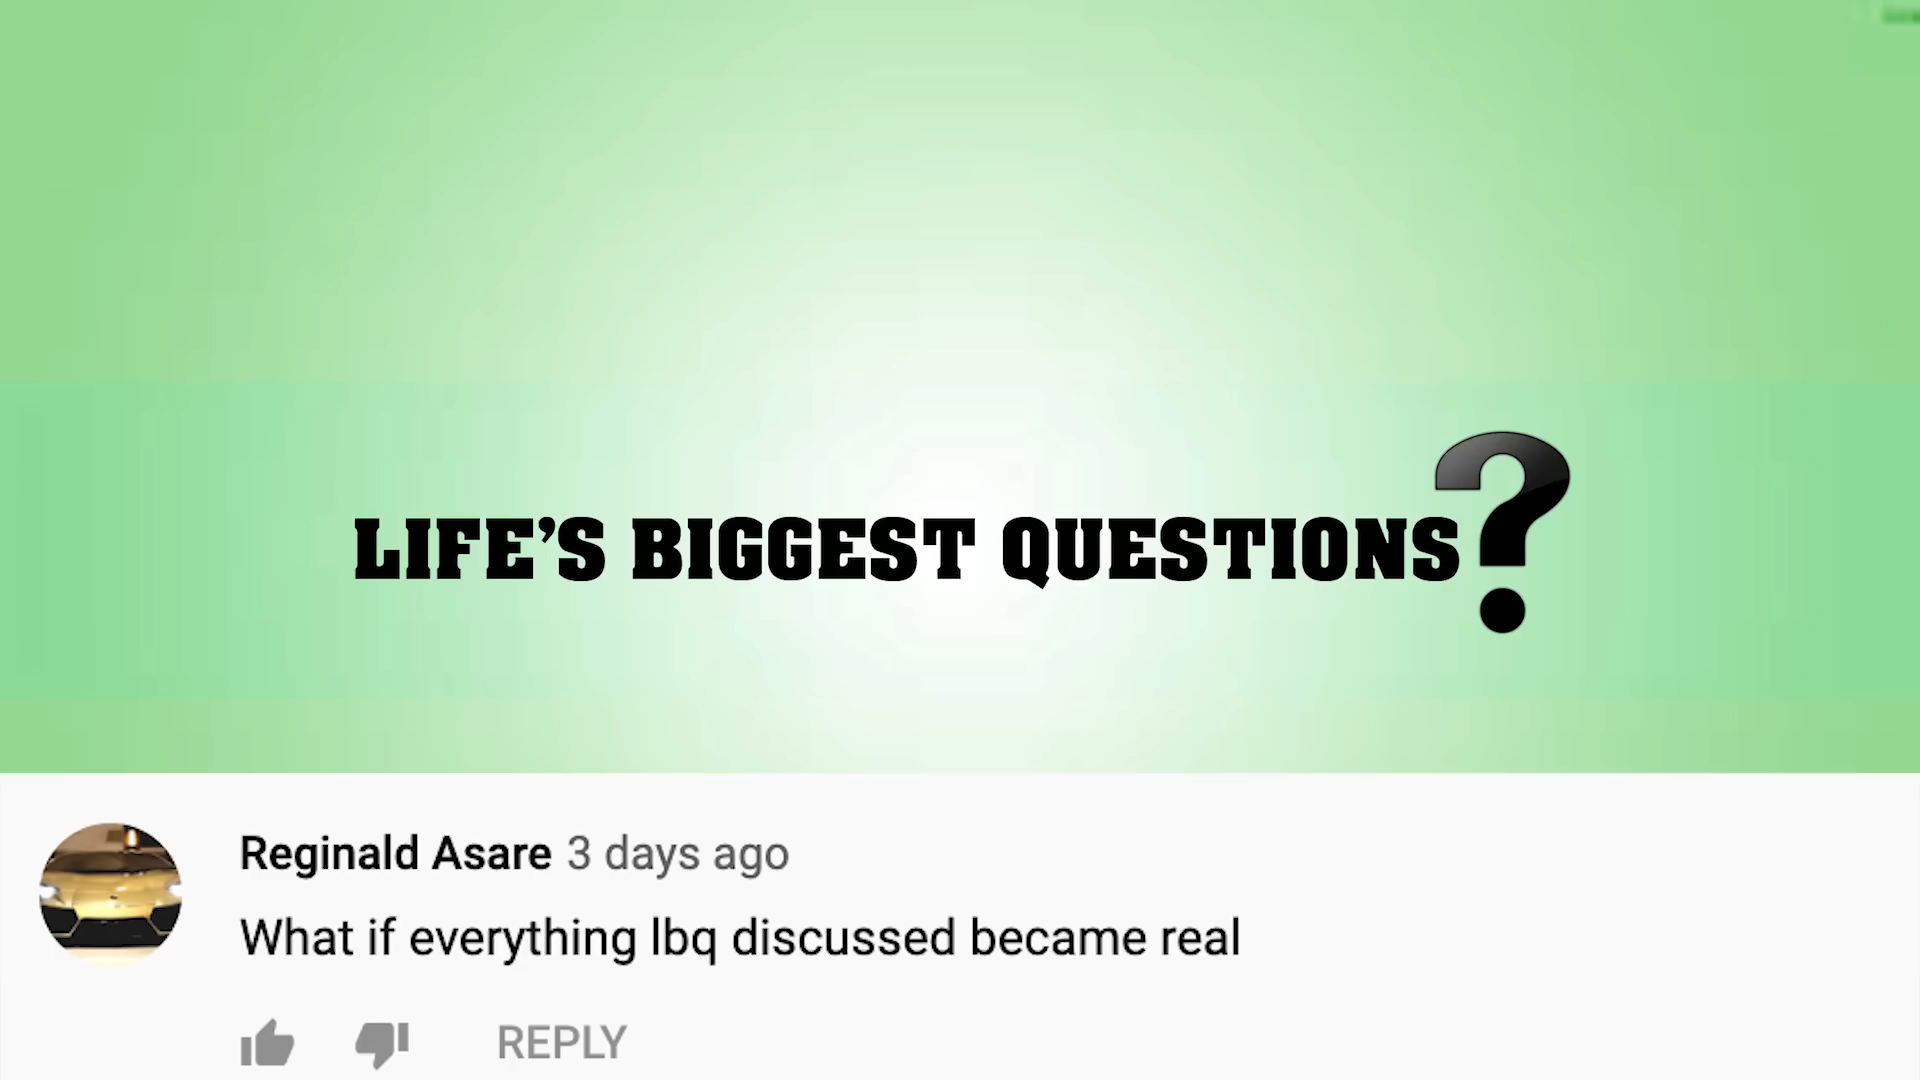 LIFE'S BIGGEST QUESTIONS?
Reginald Asare 3 days ago
What if everything lbq discussed became real
REPLY